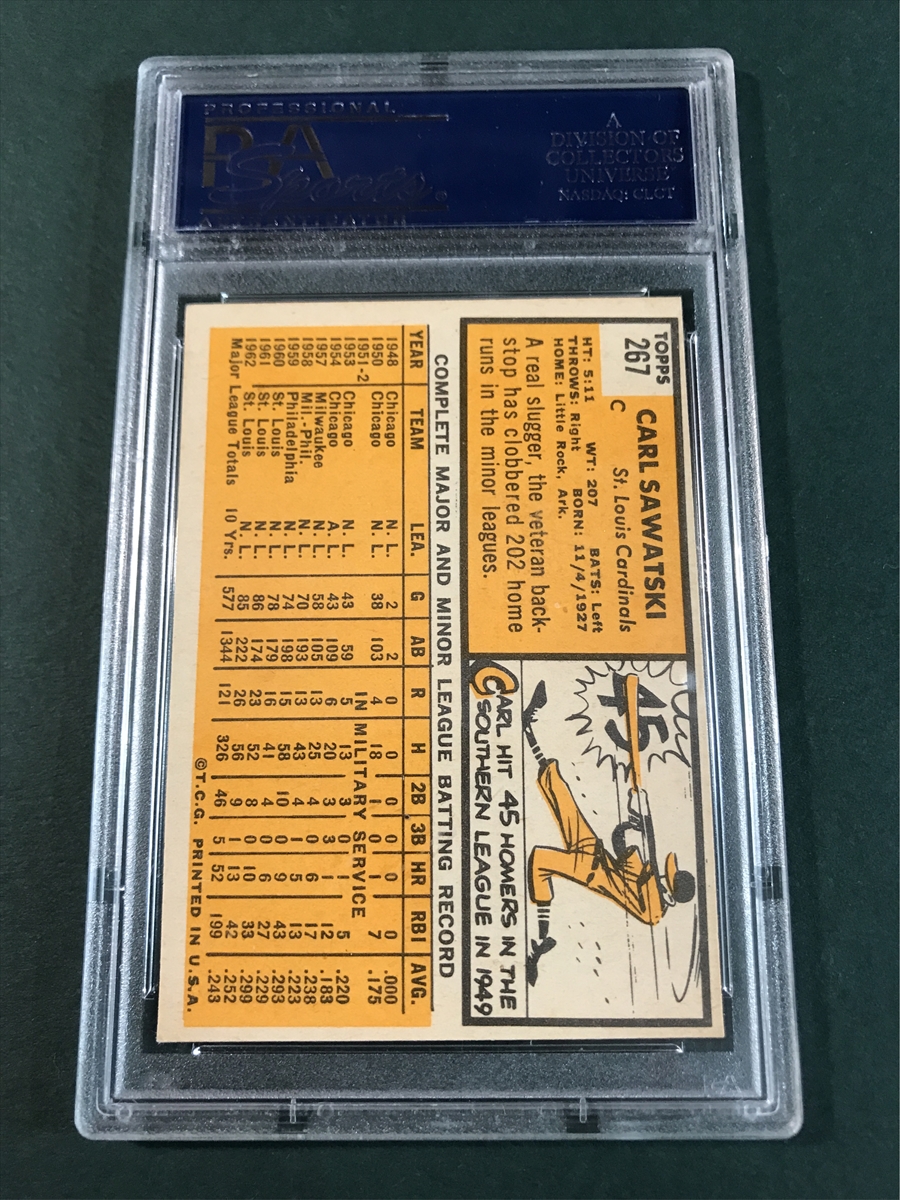 PROFESSIONAL
PSA
Sports
A
DIVISION OF
COLLECTORS
UNIVERSE
NASDAQ: CLCT
TOPPS
267
CARL SAWATSKI
C
St. Louis Cardinals
HT: 5:11 WT: 207 BATS: Left
THROWS: Right BORN: 11/4/1927
HOME: Little Rock, Ark.
A real slugger, the veteran back-
stop has clobbered 202 home
runs in the minor leagues.
45
CARL HIT 45 HOMERS IN THE
SOUTHERN LEAGUE IN 1949
COMPLETE MAJOR AND MINOR LEAGUE BATTING RECORD
YEAR TEAM LEA. G AB R H 2B 3B HR RBI AVG.
1948 Chicago N. L. 2 2 0 0 0 0 0 0 .000
1950 Chicago N. L. 38 103 4 18 1 0 1 7 .175
1951-2 IN MILITARY SERVICE
1953 Chicago N. L. 43 59 5 13 3 0 1 5 .220
1954 Chicago A. L. 43 109 6 20 3 3 1 12 .183
1957 Milwaukee N. L. 58 105 13 25 4 0 6 17 .238
1958 Mil.-Phil. N. L. 70 193 13 43 4 1 5 13 .223
1959 Philadelphia N. L. 74 198 15 58 10 0 9 43 .293
1960 St. Louis N. L. 78 179 16 41 4 0 6 27 .229
1961 St. Louis N. L. 86 174 23 52 8 0 10 33 .299
1962 St. Louis N. L. 85 222 26 56 9 1 13 42 .252
Major League Totals 10 Yrs. 577 1344 121 326 46 5 52 199 .243
©T.C.G. PRINTED IN U.S.A.